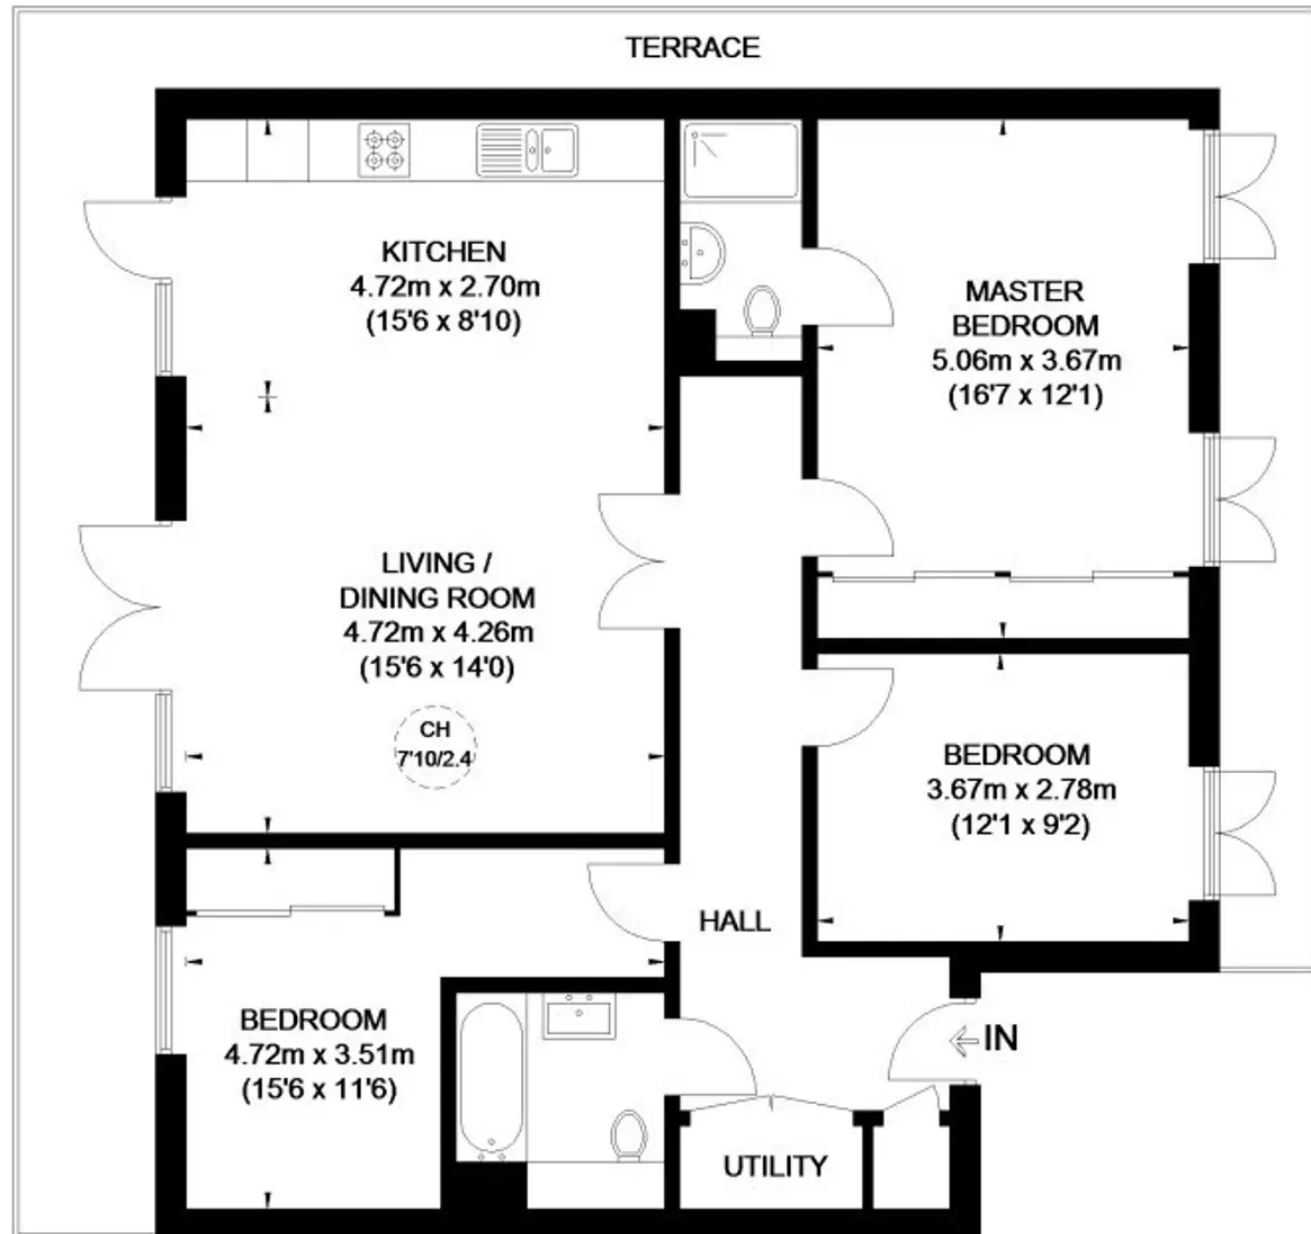 TERRACE
KITCHEN
4.72m x 2.70m
(15'6 x 8'10)
MASTER
BEDROOM
5.06m x 3.67m
(16'7 x 12'1)
LIVING /
DINING ROOM
4.72m x 4.26m
(15'6 x 14'0)
CH
7'10/2.4
BEDROOM
3.67m x 2.78m
(12'1 x 9'2)
HALL
BEDROOM
4.72m x 3.51m
(15'6 x 11'6)
IN
UTILITY